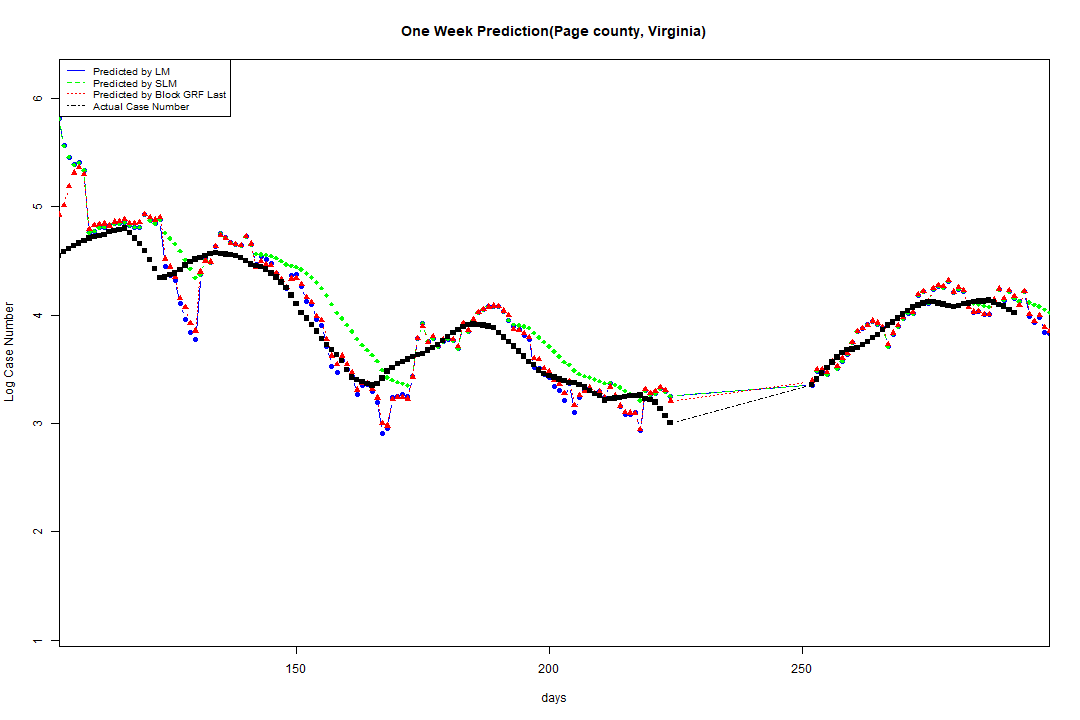 One Week Prediction(Page county, Virginia)
Predicted by LM
Predicted by SLM
Predicted by Block GRF Last
Actual Case Number
6
5
4
3
2
1
Log Case Number
150
200
250
days